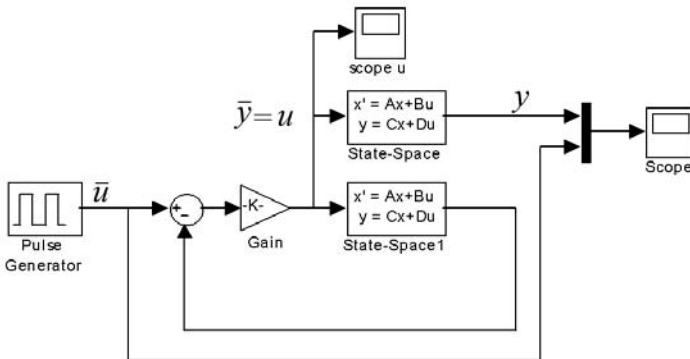 scope u
ȳ = u
x' = Ax+Bu
y = Cx+Du
State-Space
y
Scope
ū
Pulse
Generator
+
-
-K-
Gain
x' = Ax+Bu
y = Cx+Du
State-Space1